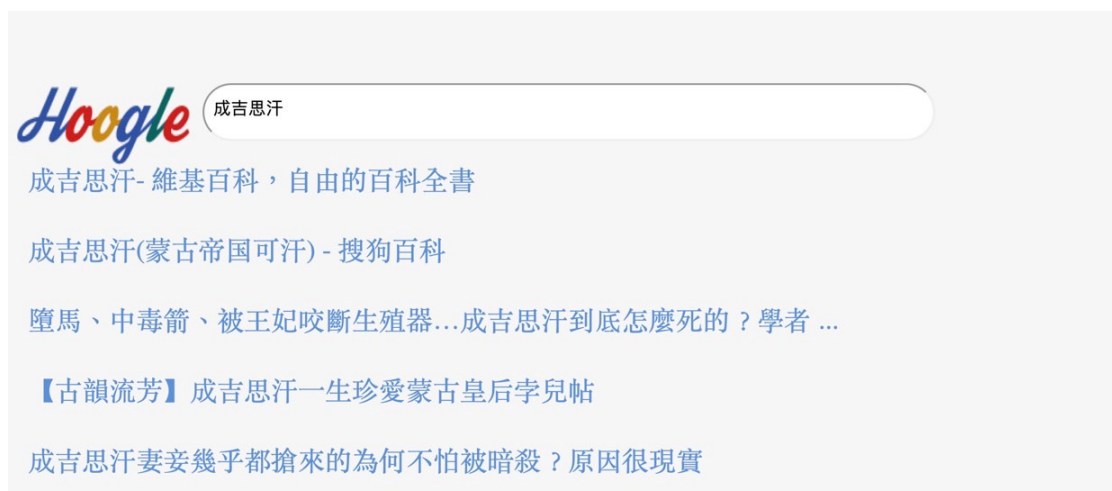 Hoogle 成吉思汗
成吉思汗- 維基百科，自由的百科全書
成吉思汗(蒙古帝国可汗) - 搜狗百科
墮馬、中毒箭、被王妃咬斷生殖器...成吉思汗到底怎麼死的？學者 ...
【古韻流芳】成吉思汗一生珍愛蒙古皇后孛兒帖
成吉思汗妻妾幾乎都搶來的為何不怕被暗殺？原因很現實